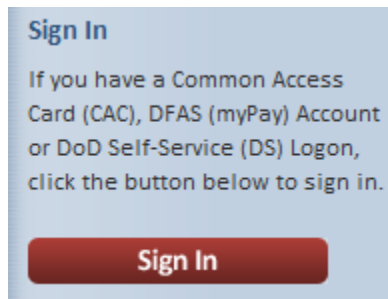 Sign In
If you have a Common Access
Card (CAC), DFAS (myPay) Account
or DoD Self-Service (DS) Logon,
click the button below to sign in.
Sign In